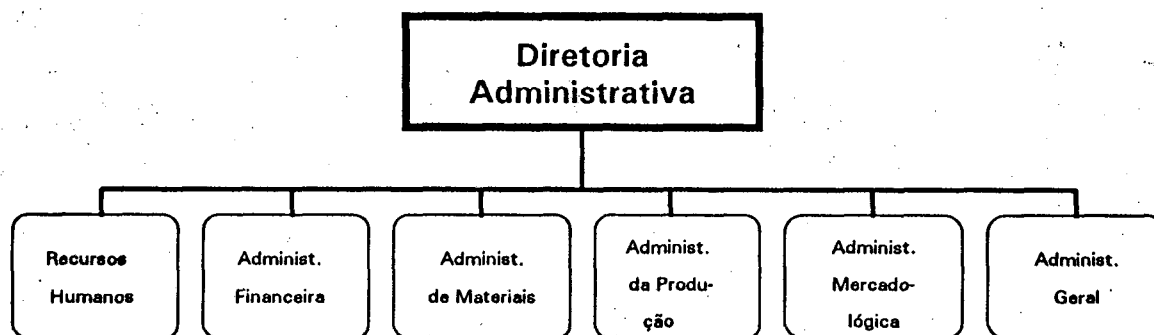 Diretoria
Administrativa
Recursos
Humanos
Administ.
Financeira
Administ.
de Materiais
Administ.
da Produ-
ção
Administ.
Mercado-
lógica
Administ.
Geral